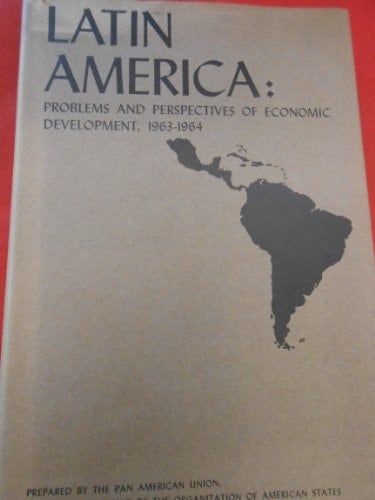 LATIN
AMERICA:
PROBLEMS AND PERSPECTIVES OF ECONOMIC
DEVELOPMENT, 1963-1964
PREPARED BY THE PAN AMERICAN UNION,
OF THE ORGANIZATION OF AMERICAN STATES